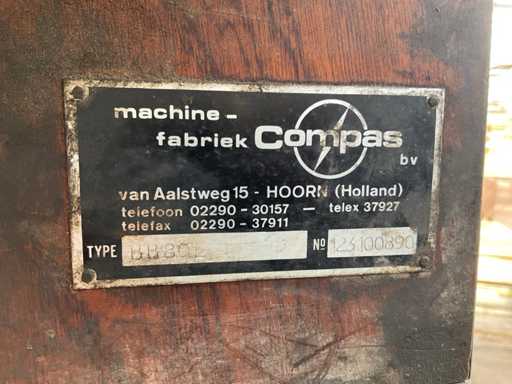 machine-
fabriek Compas
bv
van Aalstweg 15 - HOORN (Holland)
telefoon 02290 - 30157 — telex 37927
telefax 02290 - 37911
TYPE Nº 123100890